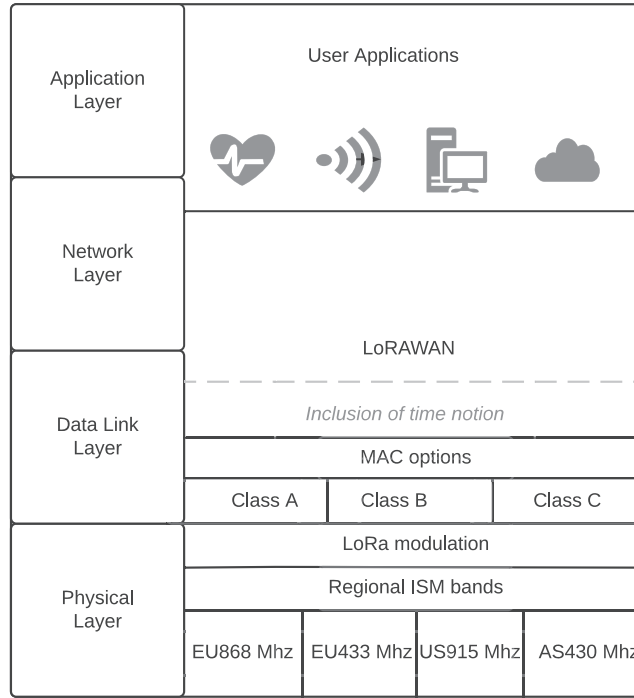 Application
Layer
User Applications
Network
Layer
LoRAWAN
Data Link
Layer
Inclusion of time notion
MAC options
Class A
Class B
Class C
Physical
Layer
LoRa modulation
Regional ISM bands
EU868 Mhz
EU433 Mhz
US915 Mhz
AS430 Mhz